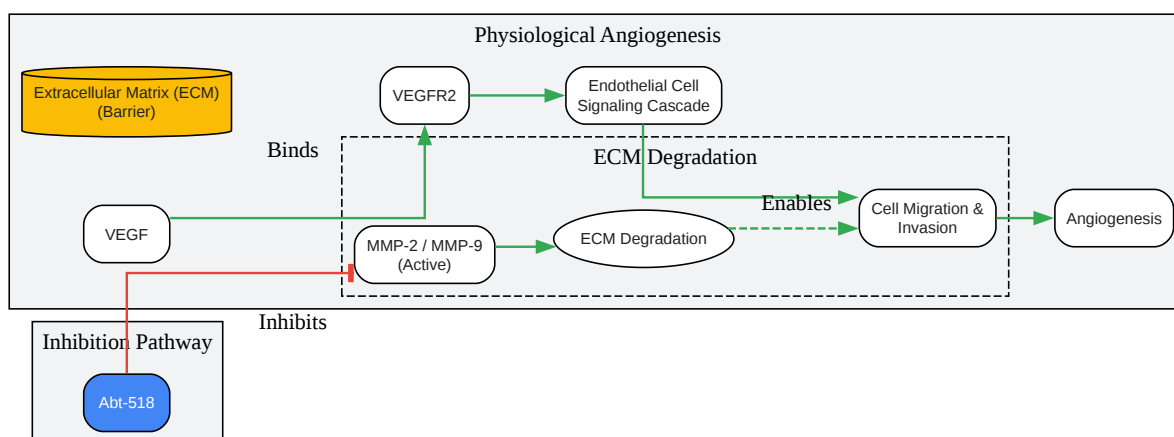 Physiological Angiogenesis
Extracellular Matrix (ECM)
(Barrier)
VEGFR2
Endothelial Cell
Signaling Cascade
Binds
ECM Degradation
VEGF
MMP-2 / MMP-9
(Active)
ECM Degradation
Enables
Cell Migration &
Invasion
Angiogenesis
Inhibits
Inhibition Pathway
Abt-518